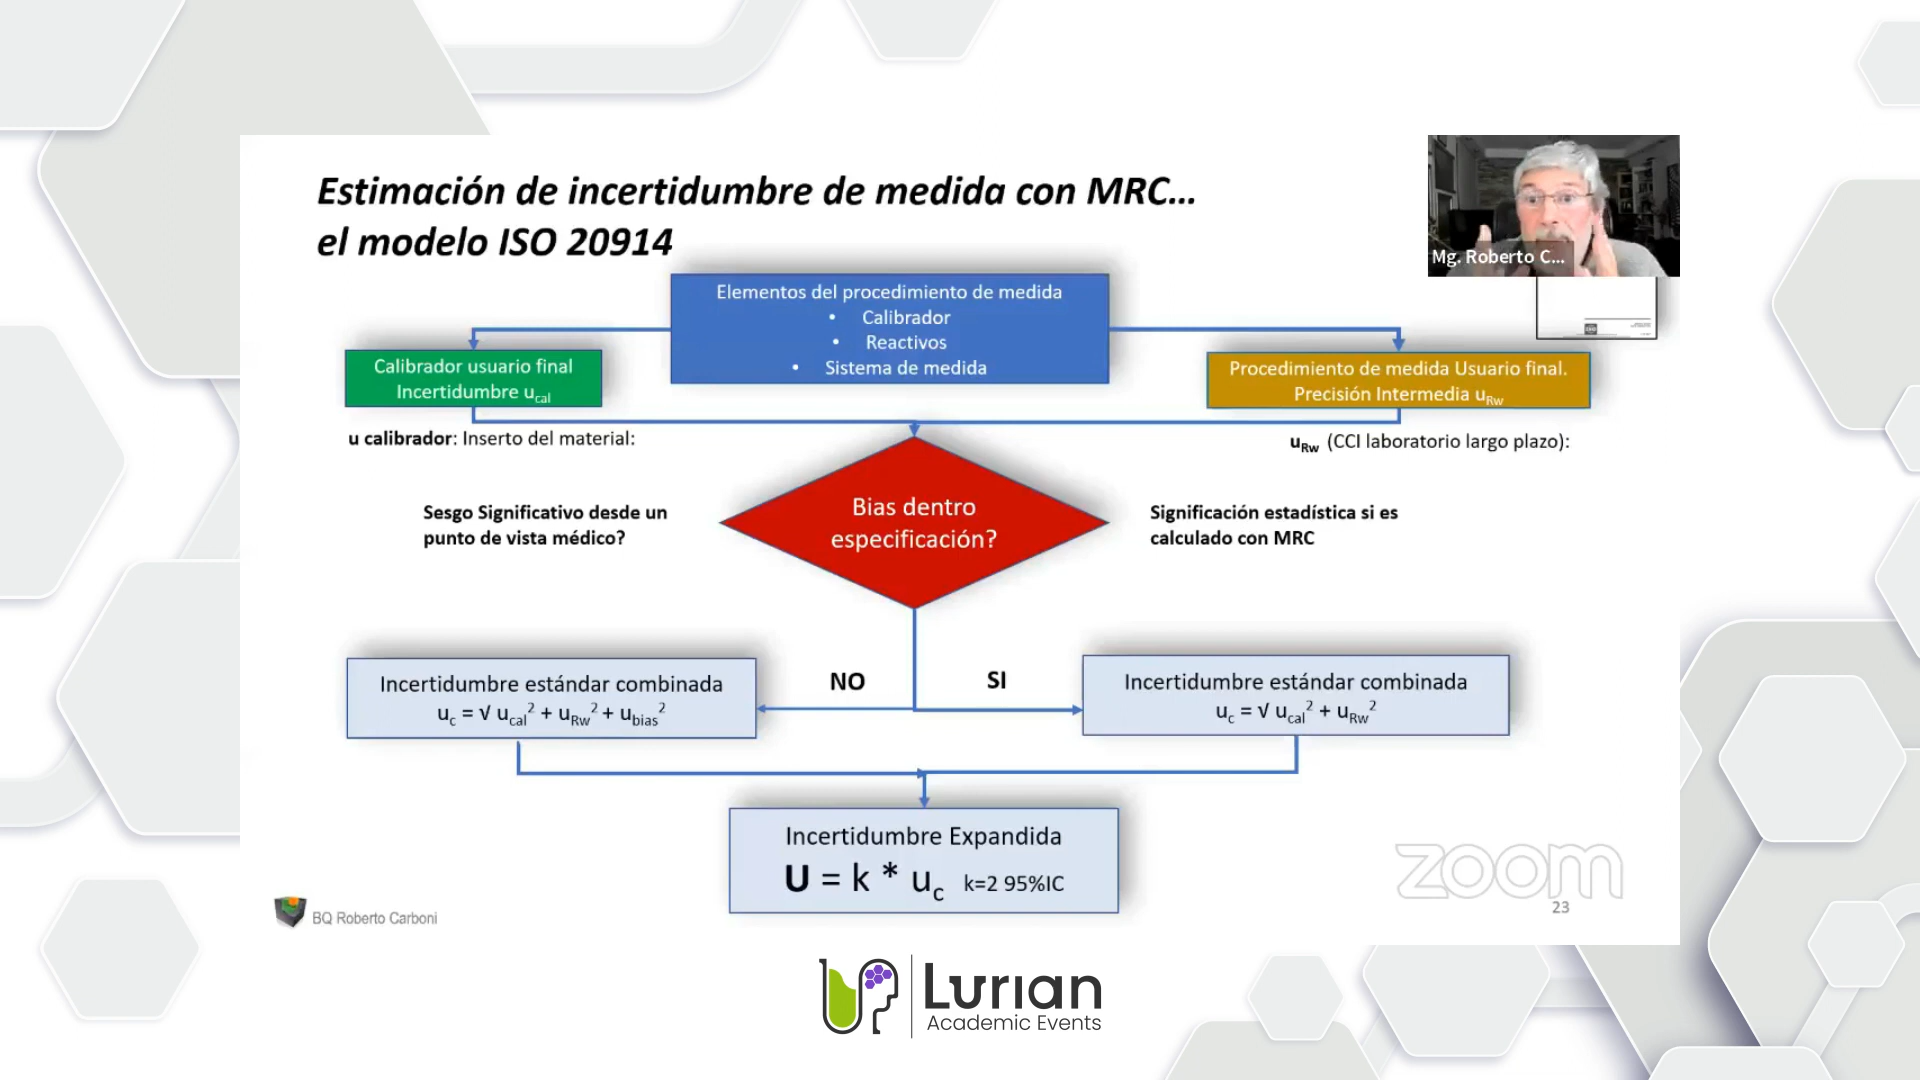 Estimación de incertidumbre de medida con MRC...
el modelo ISO 20914
Mg. Roberto C...
Elementos del procedimiento de medida
• Calibrador
• Reactivos
• Sistema de medida
Calibrador usuario final
Incertidumbre ucal
Procedimiento de medida Usuario final.
Precisión Intermedia uRw
u calibrador: Inserto del material:
uRw (CCI laboratorio largo plazo):
Sesgo Significativo desde un
punto de vista médico?
Bias dentro
especificación?
Significación estadística si es
calculado con MRC
NO
SI
Incertidumbre estándar combinada
uc = √ ucal² + uRw² + ubias²
Incertidumbre estándar combinada
uc = √ ucal² + uRw²
Incertidumbre Expandida
U = k * uc k=2 95%IC
zoom
23
BQ Roberto Carboni
Lurian
Academic Events